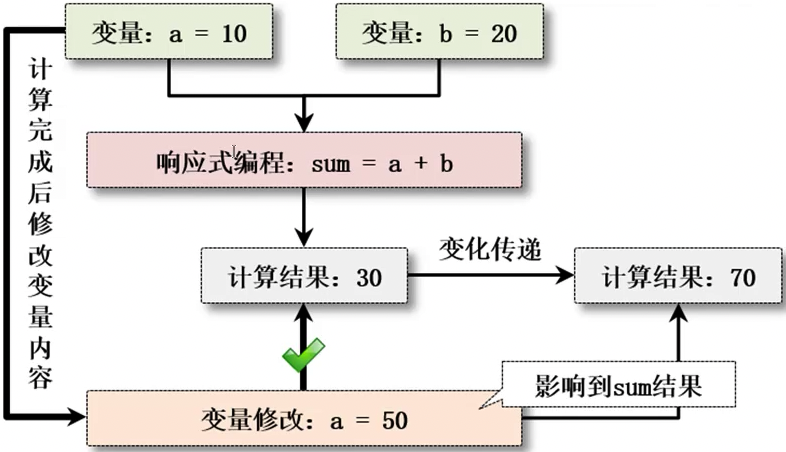 变量：a = 10
变量：b = 20
计算完成后修改变量内容
响应式编程：sum = a + b
计算结果：30
变化传递
计算结果：70
影响到sum结果
变量修改：a = 50